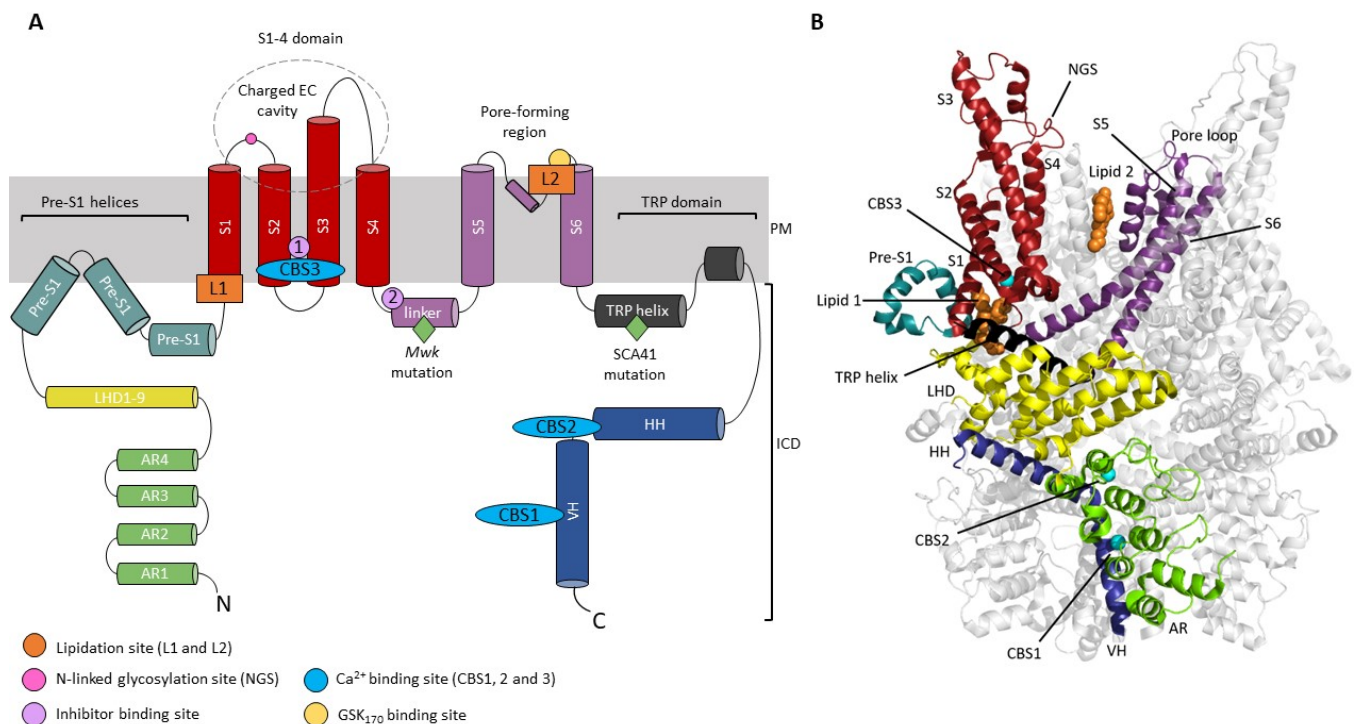 A
S1-4 domain
Charged EC
cavity
Pore-forming
region
Pre-S1 helices
TRP domain
PM
S1
S2
S3
S4
S5
S6
L2
1
CBS3
L1
Pre-S1
Pre-S1
Pre-S1
2
linker
TRP helix
Mwk
mutation
SCA41
mutation
LHD1-9
CBS2
HH
ICD
AR4
AR3
AR2
AR1
CBS1
VH
N
C
Lipidation site (L1 and L2)
N-linked glycosylation site (NGS)
Inhibitor binding site
Ca²⁺ binding site (CBS1, 2 and 3)
GSK₁₇₀ binding site
B
NGS
S3
S5
Pore loop
S4
Lipid 2
S2
CBS3
S6
Pre-S1
S1
Lipid 1
TRP helix
LHD
HH
CBS2
CBS1
AR
VH